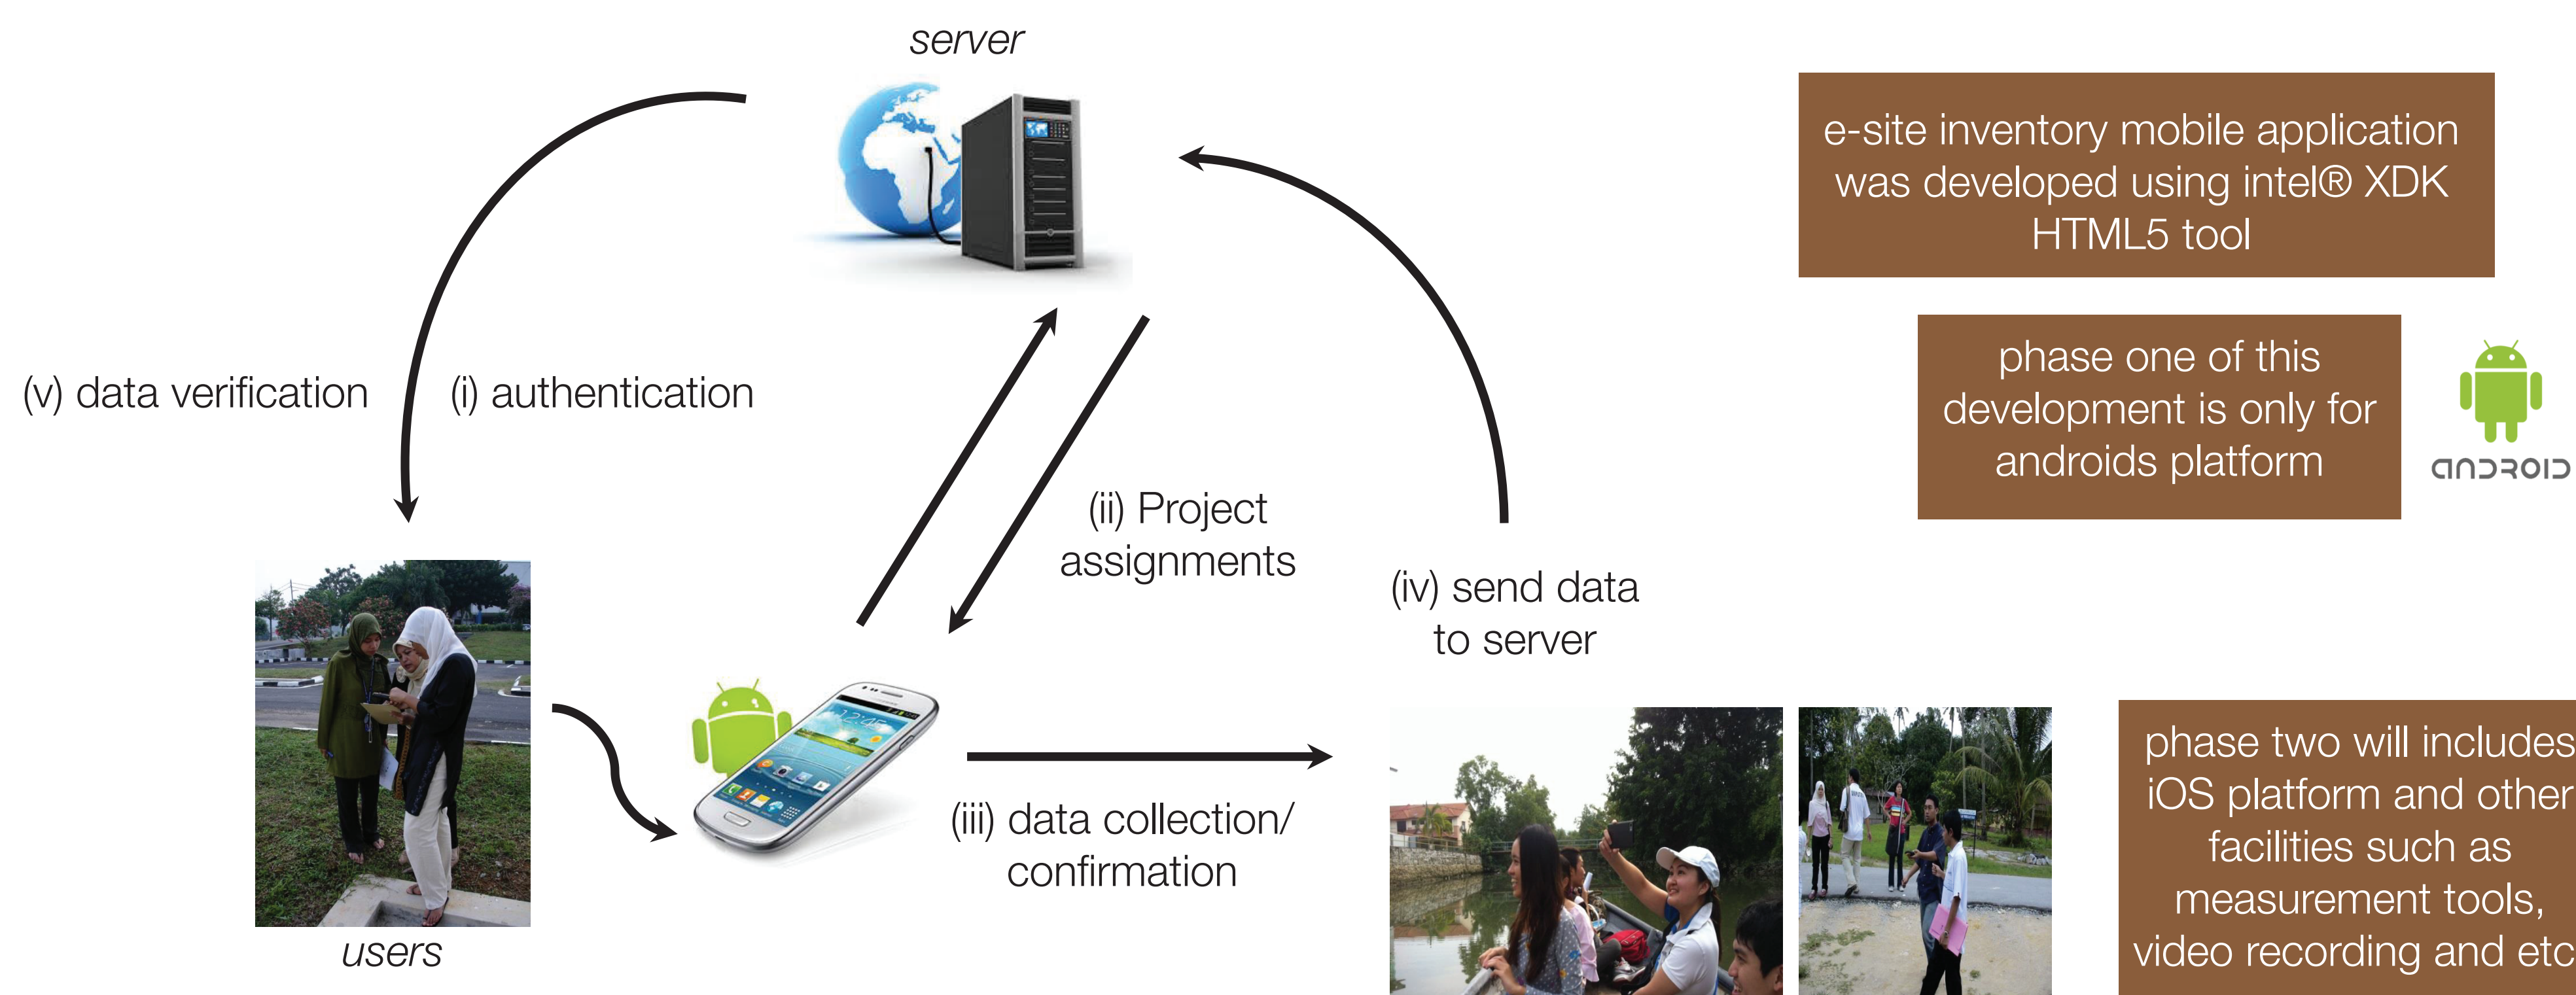 server
e-site inventory mobile application
was developed using intel® XDK
HTML5 tool
phase one of this
development is only for
androids platform
ANDROID
(v) data verification
(i) authentication
(ii) Project
assignments
(iv) send data
to server
12:45
(iii) data collection/
confirmation
users
phase two will includes
iOS platform and other
facilities such as
measurement tools,
video recording and etc